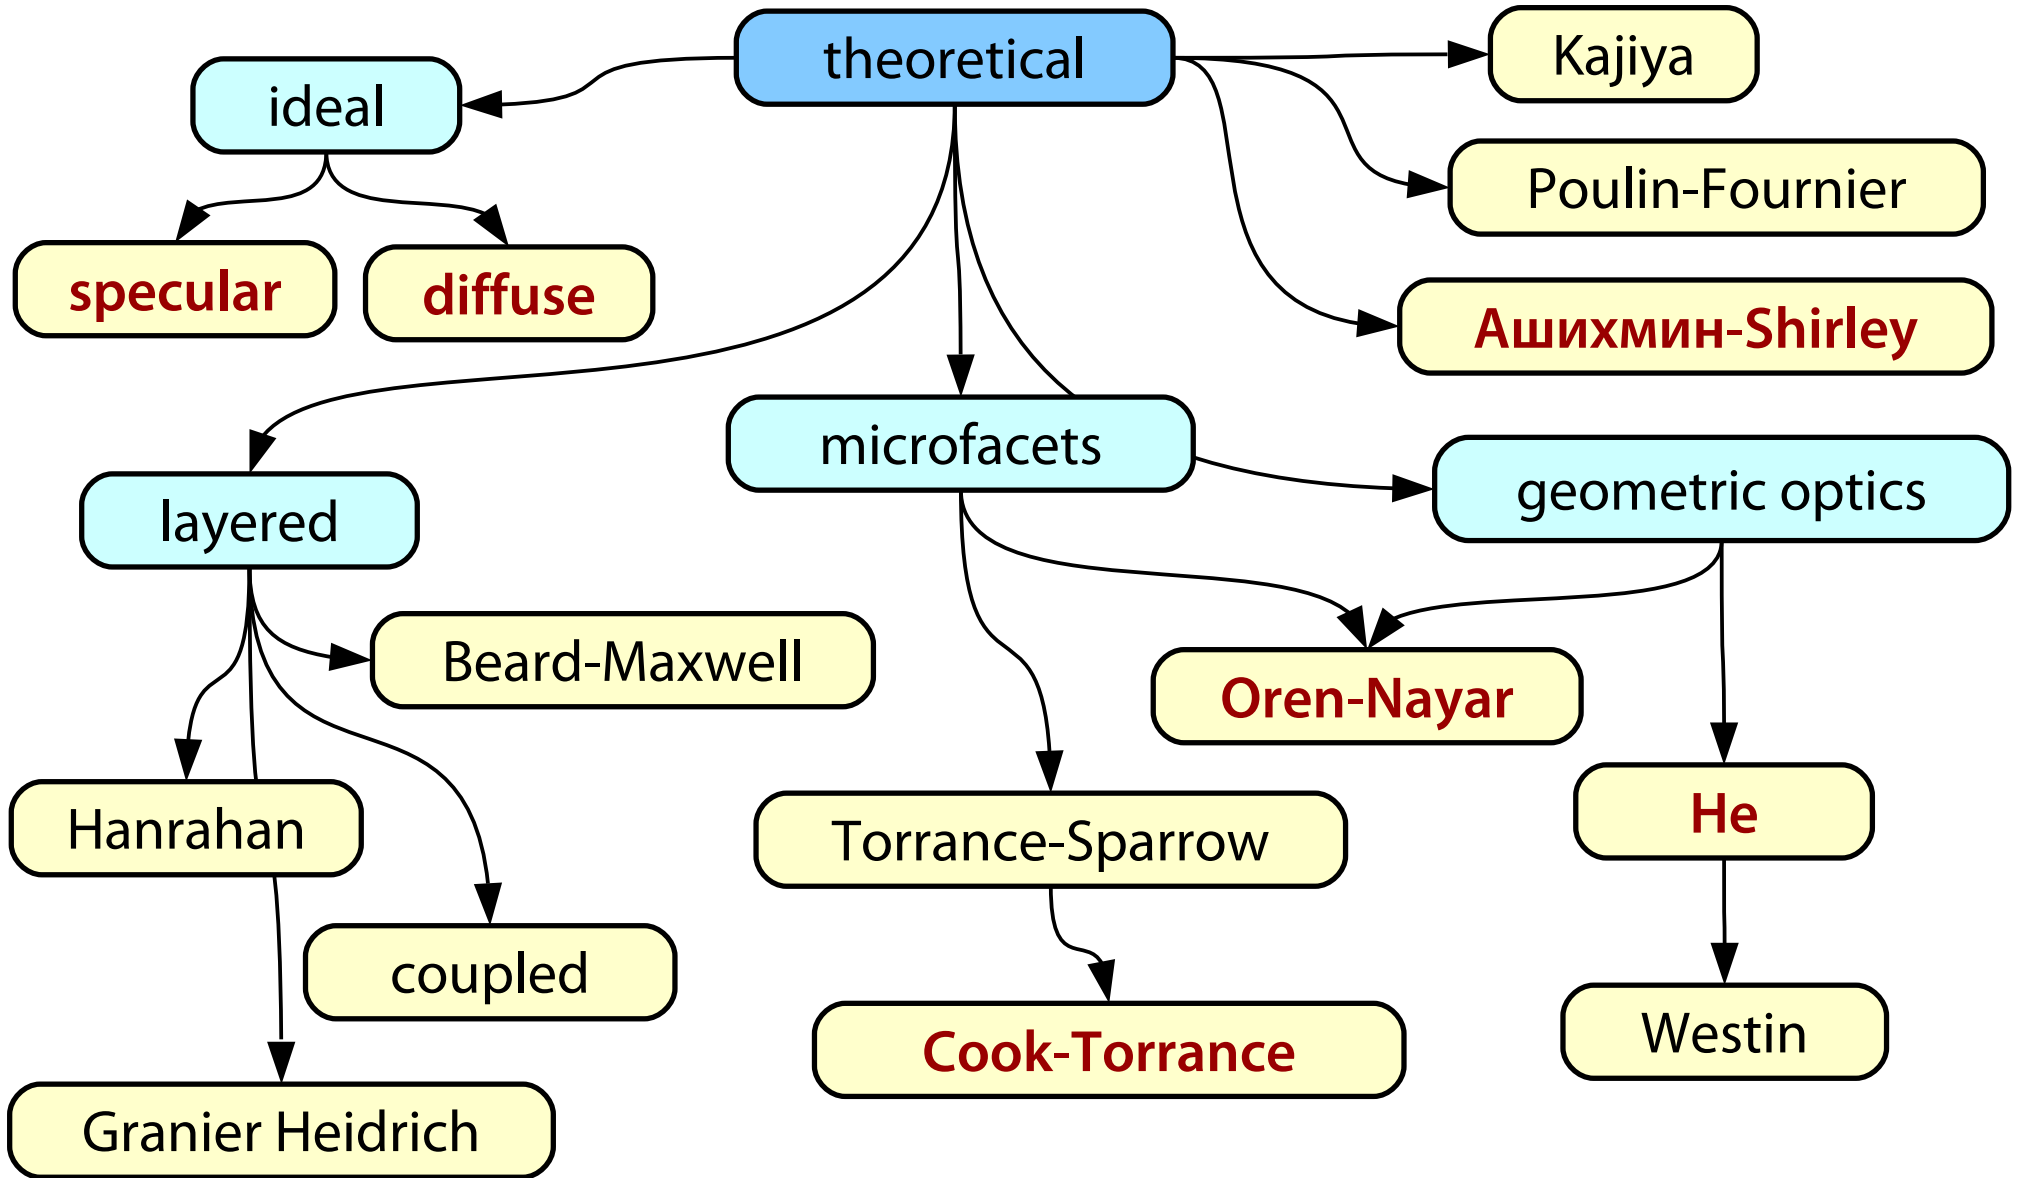 theoretical
Kajiya
ideal
Poulin-Fournier
specular
diffuse
Ашихмин-Shirley
microfacets
geometric optics
layered
Beard-Maxwell
Oren-Nayar
Hanrahan
Torrance-Sparrow
He
coupled
Cook-Torrance
Westin
Granier Heidrich